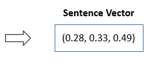 Sentence Vector
(0.28, 0.33, 0.49)